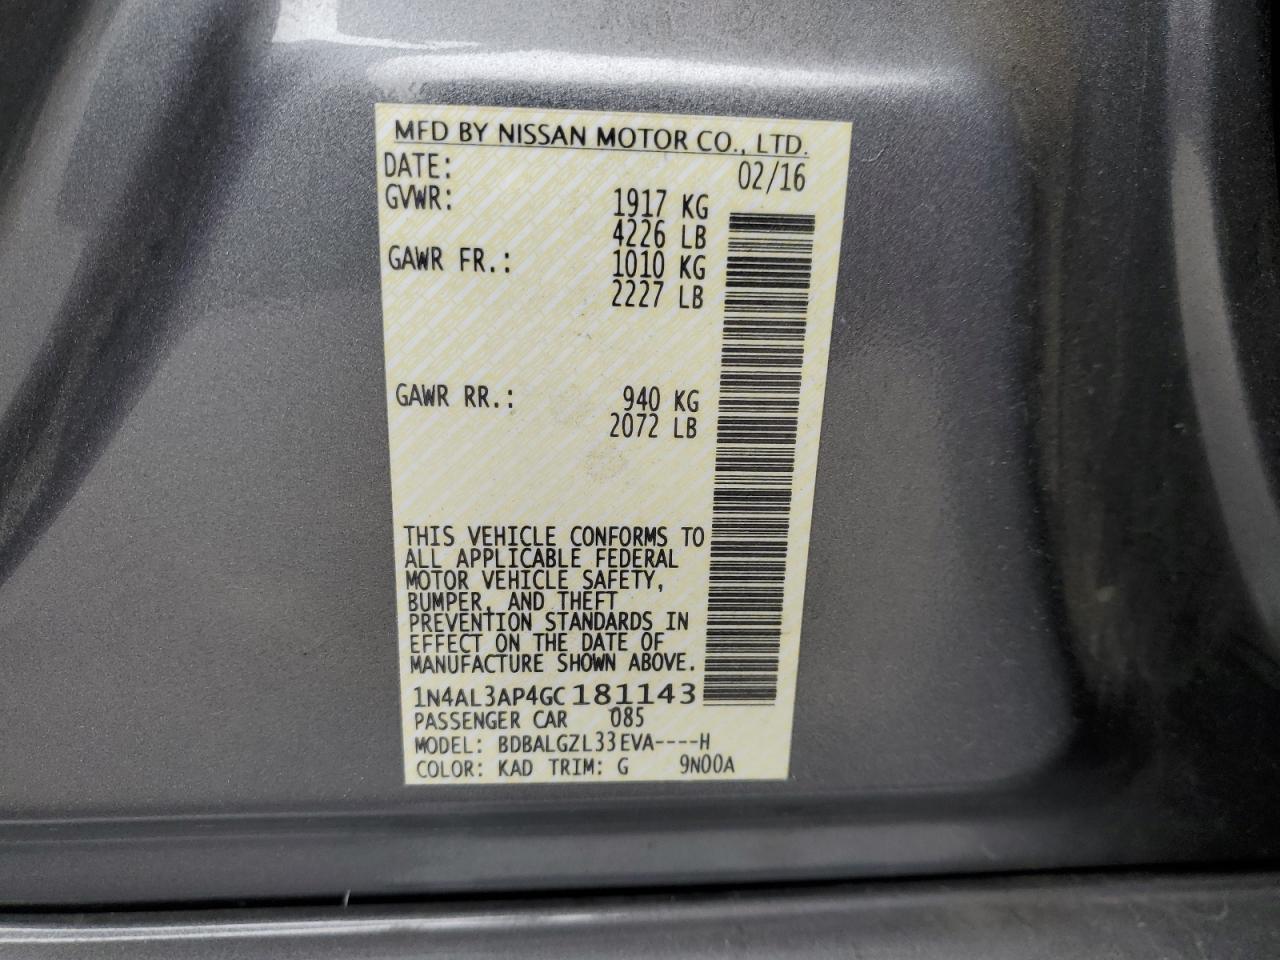 MFD BY NISSAN MOTOR CO., LTD.
DATE: 02/16
GVWR: 1917 KG
4226 LB
GAWR FR.: 1010 KG
2227 LB
GAWR RR.: 940 KG
2072 LB
THIS VEHICLE CONFORMS TO
ALL APPLICABLE FEDERAL
MOTOR VEHICLE SAFETY,
BUMPER, AND THEFT
PREVENTION STANDARDS IN
EFFECT ON THE DATE OF
MANUFACTURE SHOWN ABOVE.
1N4AL3AP4GC181143
PASSENGER CAR 085
MODEL: BDBALGZL33EVA----H
COLOR: KAD TRIM: G 9N00A